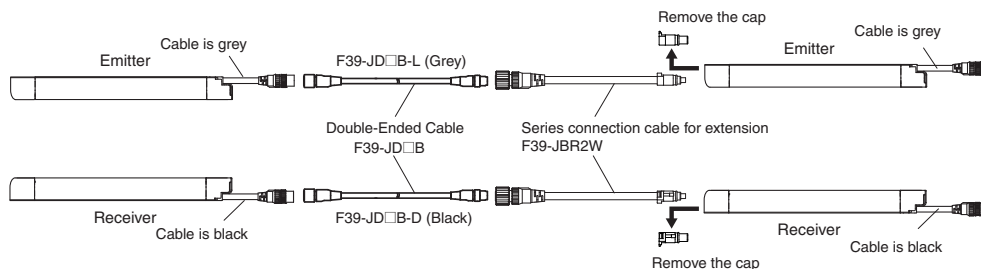 Remove the cap
Cable is grey
Emitter
F39-JD□B-L (Grey)
Emitter
Cable is grey
Double-Ended Cable
F39-JD□B
Series connection cable for extension
F39-JBR2W
Receiver
Cable is black
F39-JD□B-D (Black)
Receiver
Cable is black
Remove the cap